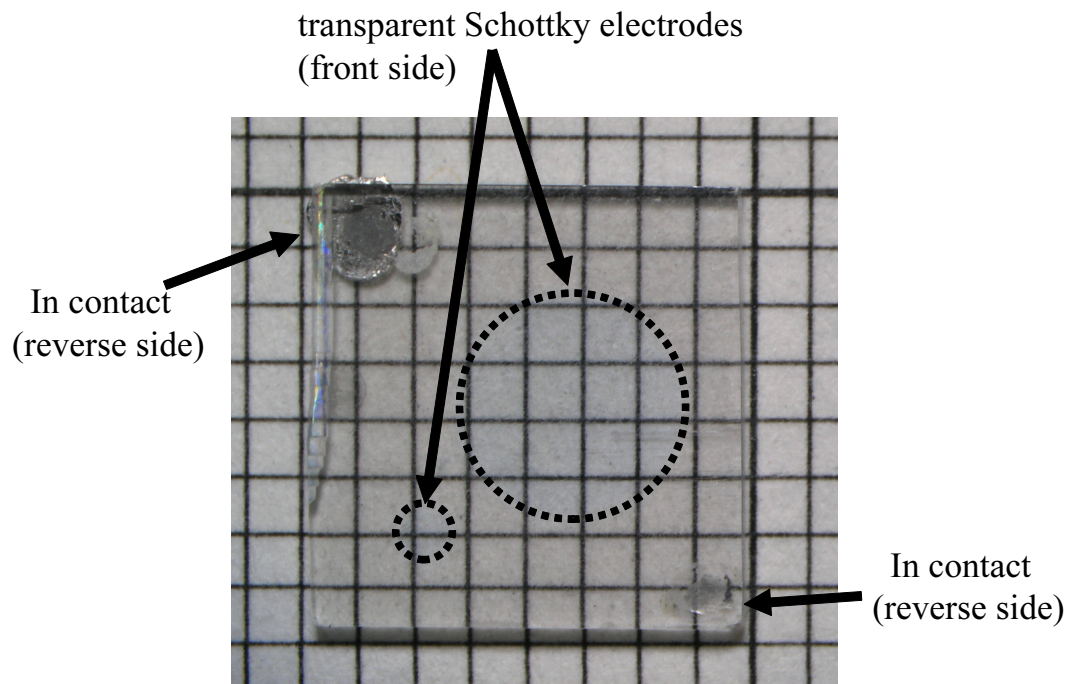 transparent Schottky electrodes
(front side)
In contact
(reverse side)
In contact
(reverse side)